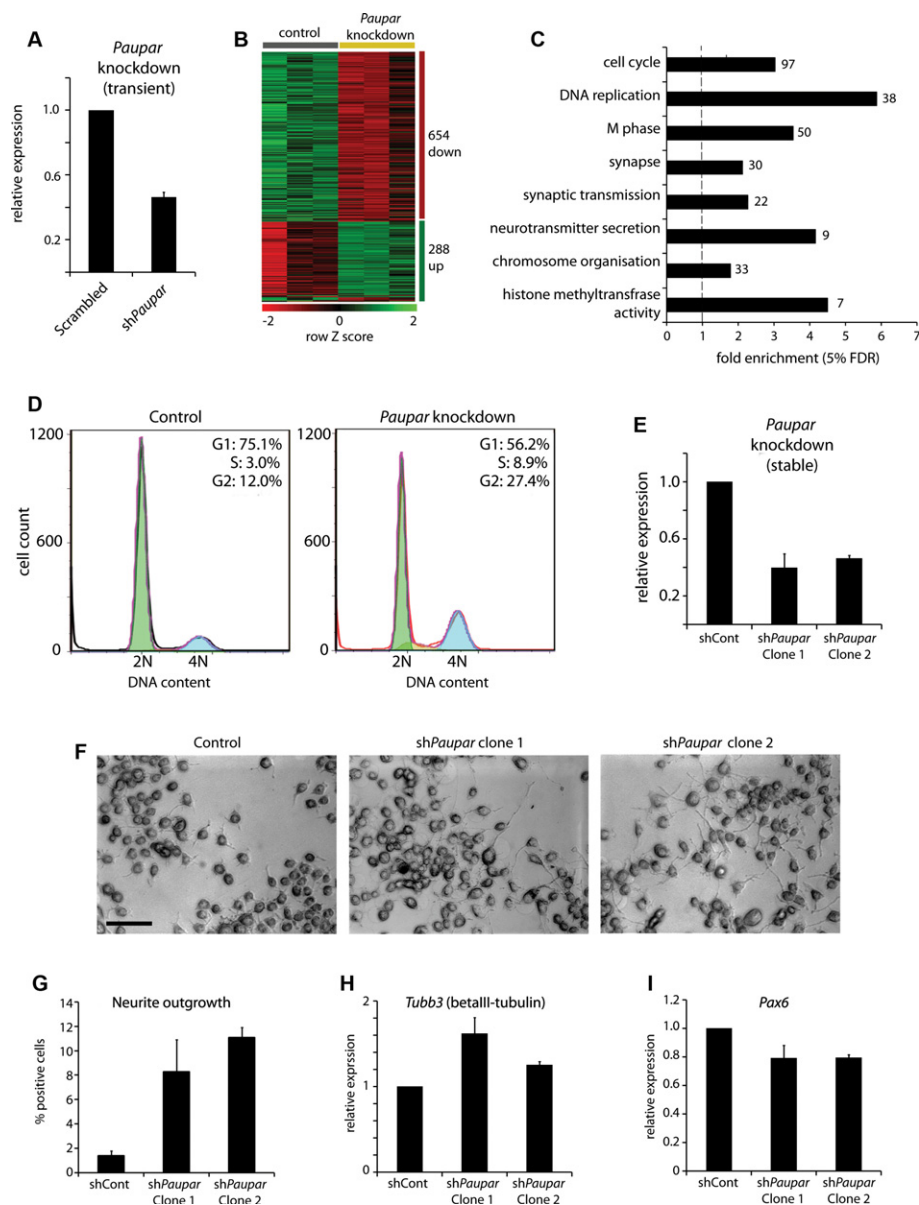 A
Paupar
knockdown
(transient)
relative expression
1.0
0.6
0.2
Scrambled
shPaupar
B
control
Paupar
knockdown
654
down
288
up
-2
0
2
row Z score
C
cell cycle
97
DNA replication
38
M phase
50
synapse
30
synaptic transmission
22
neurotransmitter secretion
9
chromosome organisation
33
histone methyltransfrase
activity
7
0 1 2 3 4 5 6 7
fold enrichment (5% FDR)
D
Control
1200
600
0
cell count
G1: 75.1%
S: 3.0%
G2: 12.0%
2N
4N
DNA content
Paupar knockdown
1200
600
0
G1: 56.2%
S: 8.9%
G2: 27.4%
2N
4N
DNA content
E
Paupar
knockdown
(stable)
relative expression
1.0
0.6
0.2
shCont
shPaupar
Clone 1
shPaupar
Clone 2
F
Control
shPaupar clone 1
shPaupar clone 2
G
Neurite outgrowth
% positive cells
14
12
10
8
6
4
2
0
shCont
shPaupar
Clone 1
shPaupar
Clone 2
H
Tubb3 (betaIII-tubulin)
relative exprssion
2
1
0
shCont
shPaupar
Clone 1
shPaupar
Clone 2
I
Pax6
relative expression
1.2
1.0
0.8
0.6
0.4
0.2
0
shCont
shPaupar
Clone 1
shPaupar
Clone 2